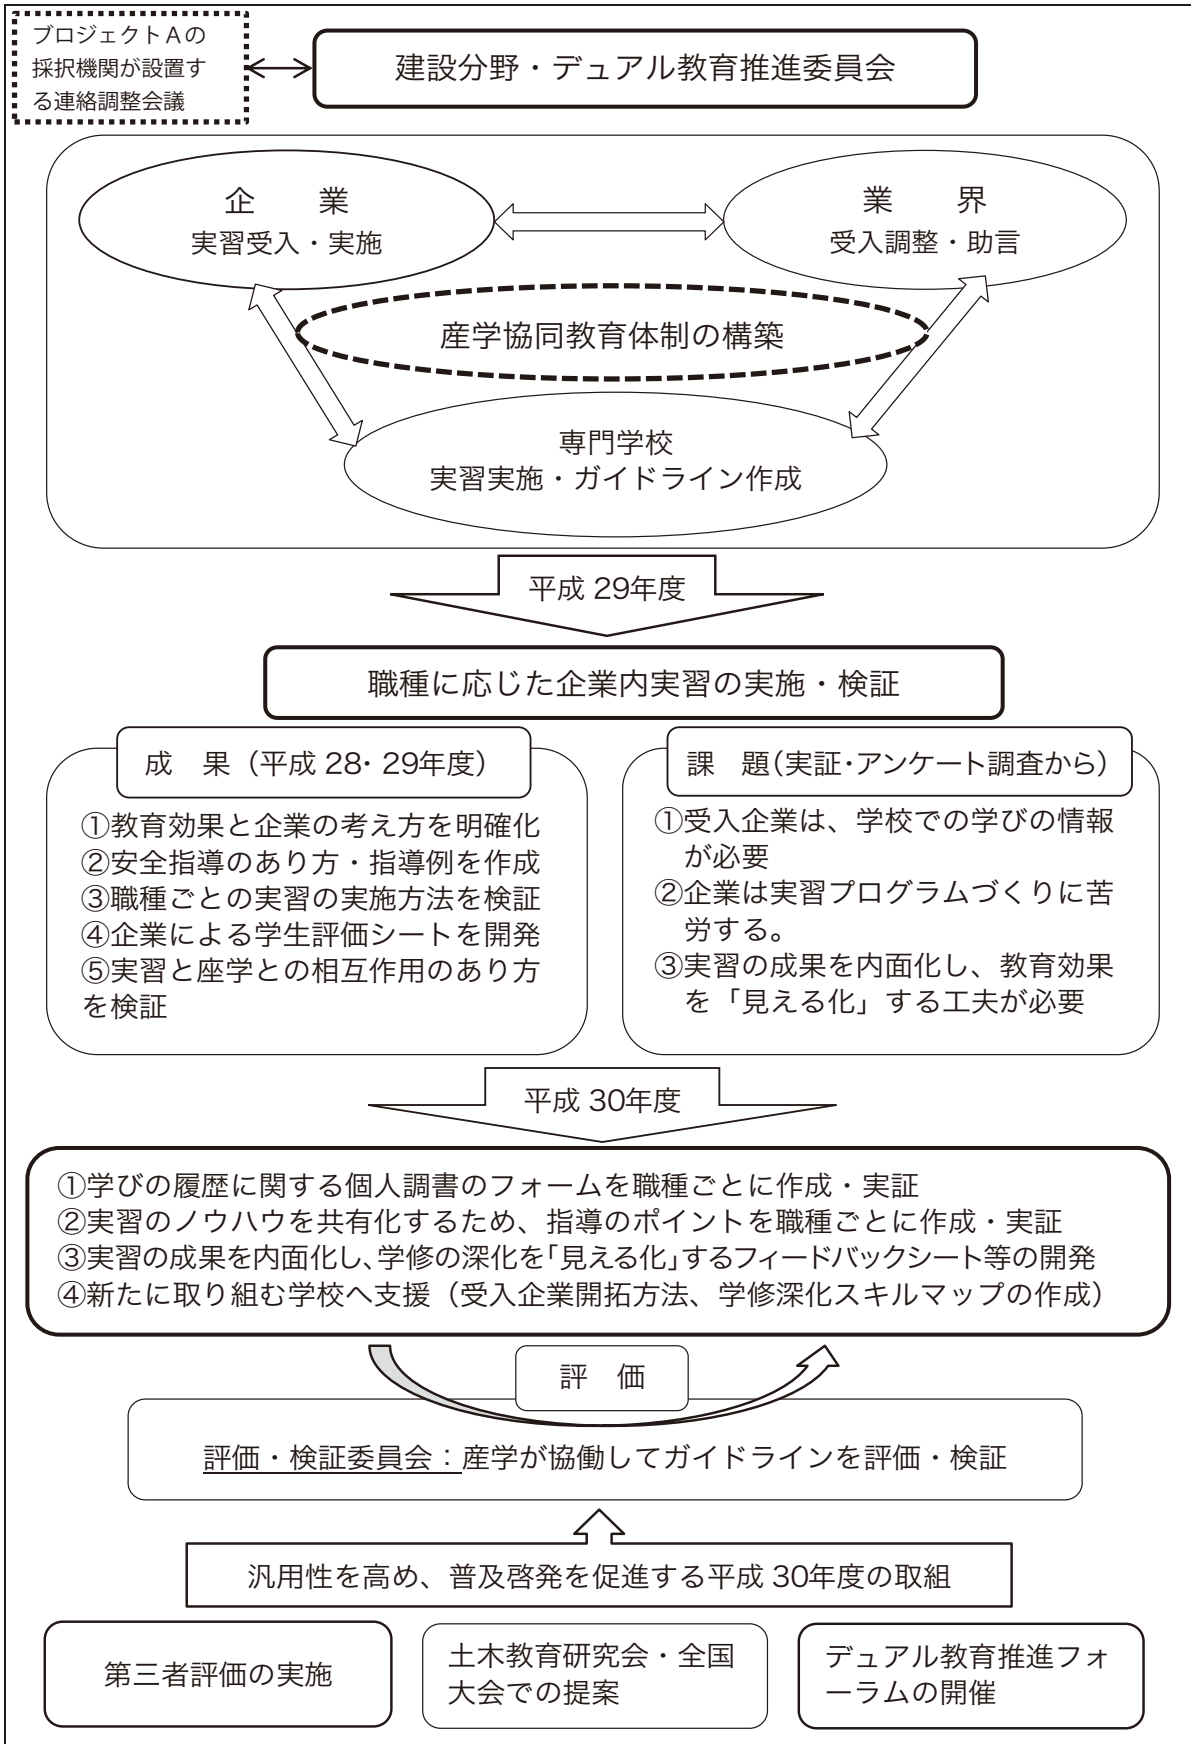 プロジェクトAの
採択機関が設置す
る連絡調整会議
建設分野・デュアル教育推進委員会
企　業
実習受入・実施
業　界
受入調整・助言
産学協同教育体制の構築
専門学校
実習実施・ガイドライン作成
平成 29年度
職種に応じた企業内実習の実施・検証
成　果（平成 28・29年度）
①教育効果と企業の考え方を明確化
②安全指導のあり方・指導例を作成
③職種ごとの実習の実施方法を検証
④企業による学生評価シートを開発
⑤実習と座学との相互作用のあり方
を検証
課　題（実証・アンケート調査から）
①受入企業は、学校での学びの情報
が必要
②企業は実習プログラムづくりに苦
労する。
③実習の成果を内面化し、教育効果
を「見える化」する工夫が必要
平成 30年度
①学びの履歴に関する個人調書のフォームを職種ごとに作成・実証
②実習のノウハウを共有化するため、指導のポイントを職種ごとに作成・実証
③実習の成果を内面化し、学修の深化を「見える化」するフィードバックシート等の開発
④新たに取り組む学校へ支援（受入企業開拓方法、学修深化スキルマップの作成）
評　価
評価・検証委員会：産学が協働してガイドラインを評価・検証
汎用性を高め、普及啓発を促進する平成 30年度の取組
第三者評価の実施
土木教育研究会・全国
大会での提案
デュアル教育推進フォ
ーラムの開催